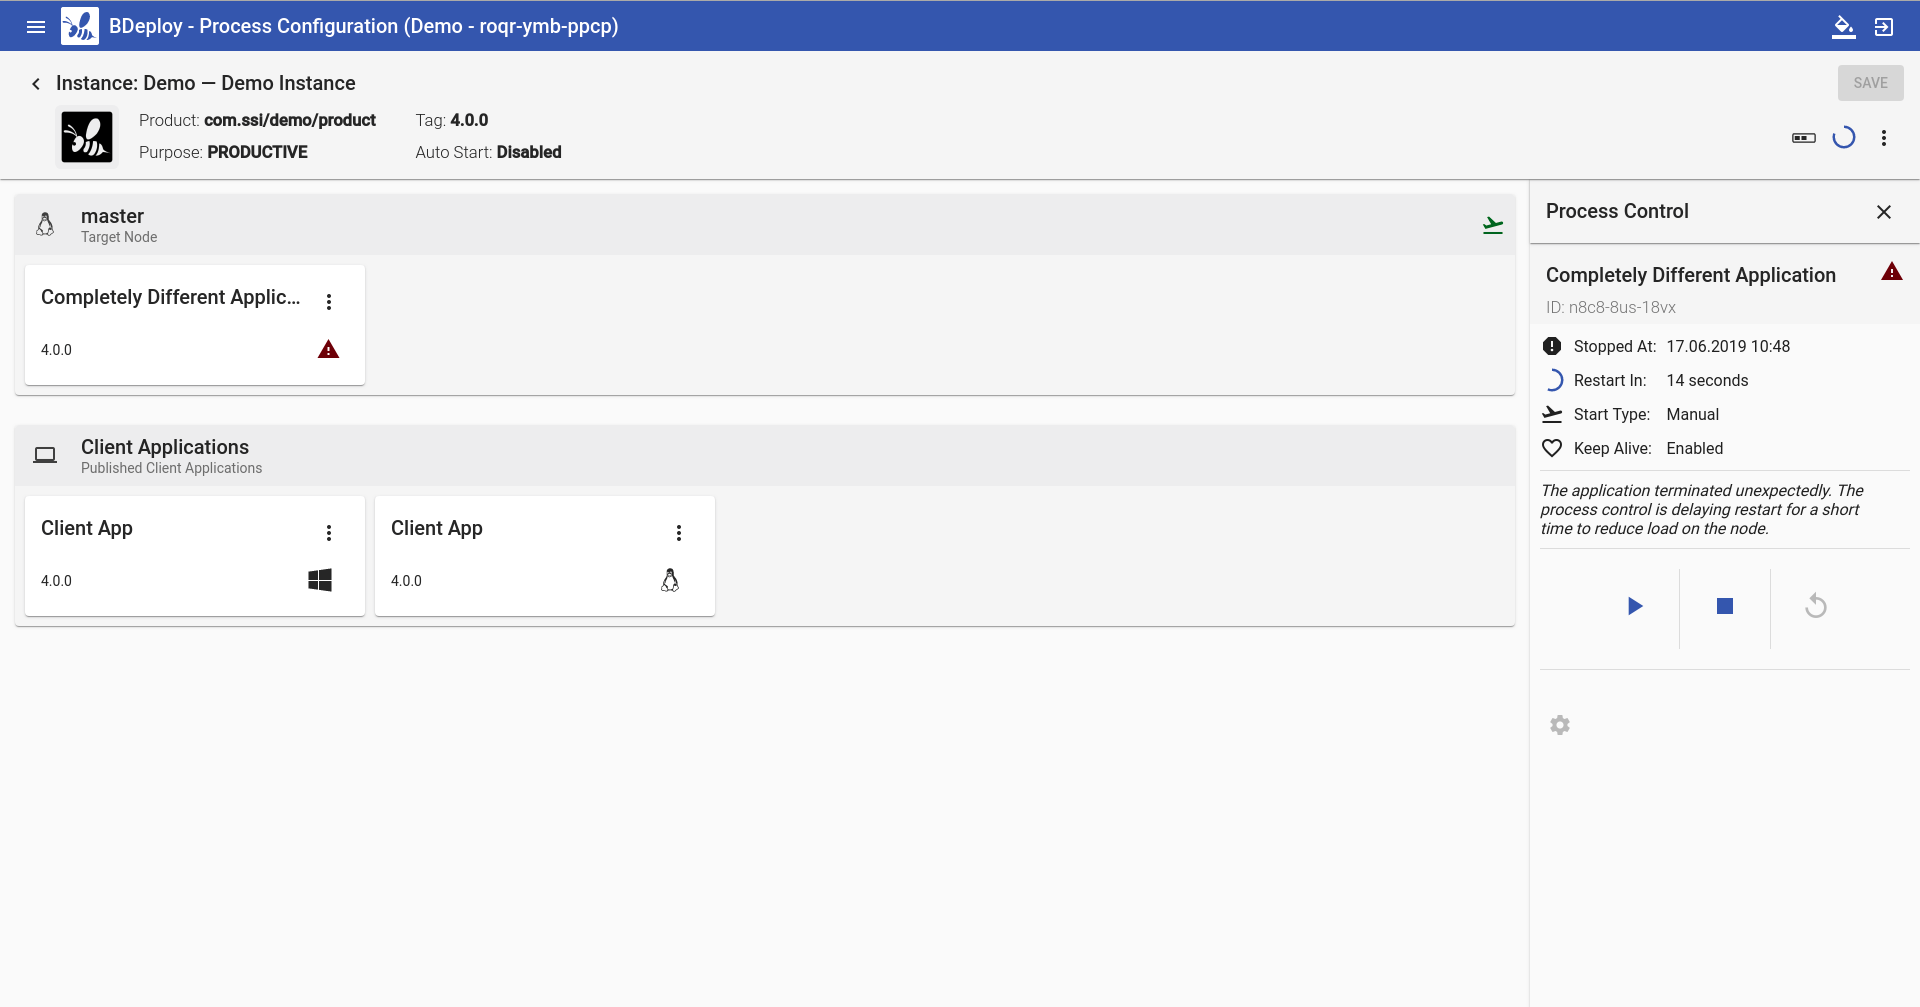 BDeploy - Process Configuration (Demo - roqr-ymb-ppcp)
Instance: Demo — Demo Instance
SAVE
Product: com.ssi/demo/product
Tag: 4.0.0
Purpose: PRODUCTIVE
Auto Start: Disabled
master
Target Node
Completely Different Applic...
4.0.0
Client Applications
Published Client Applications
Client App
4.0.0
Client App
4.0.0
Process Control
Completely Different Application
ID: n8c8-8us-18vx
Stopped At: 17.06.2019 10:48
Restart In: 14 seconds
Start Type: Manual
Keep Alive: Enabled
The application terminated unexpectedly. The
process control is delaying restart for a short
time to reduce load on the node.